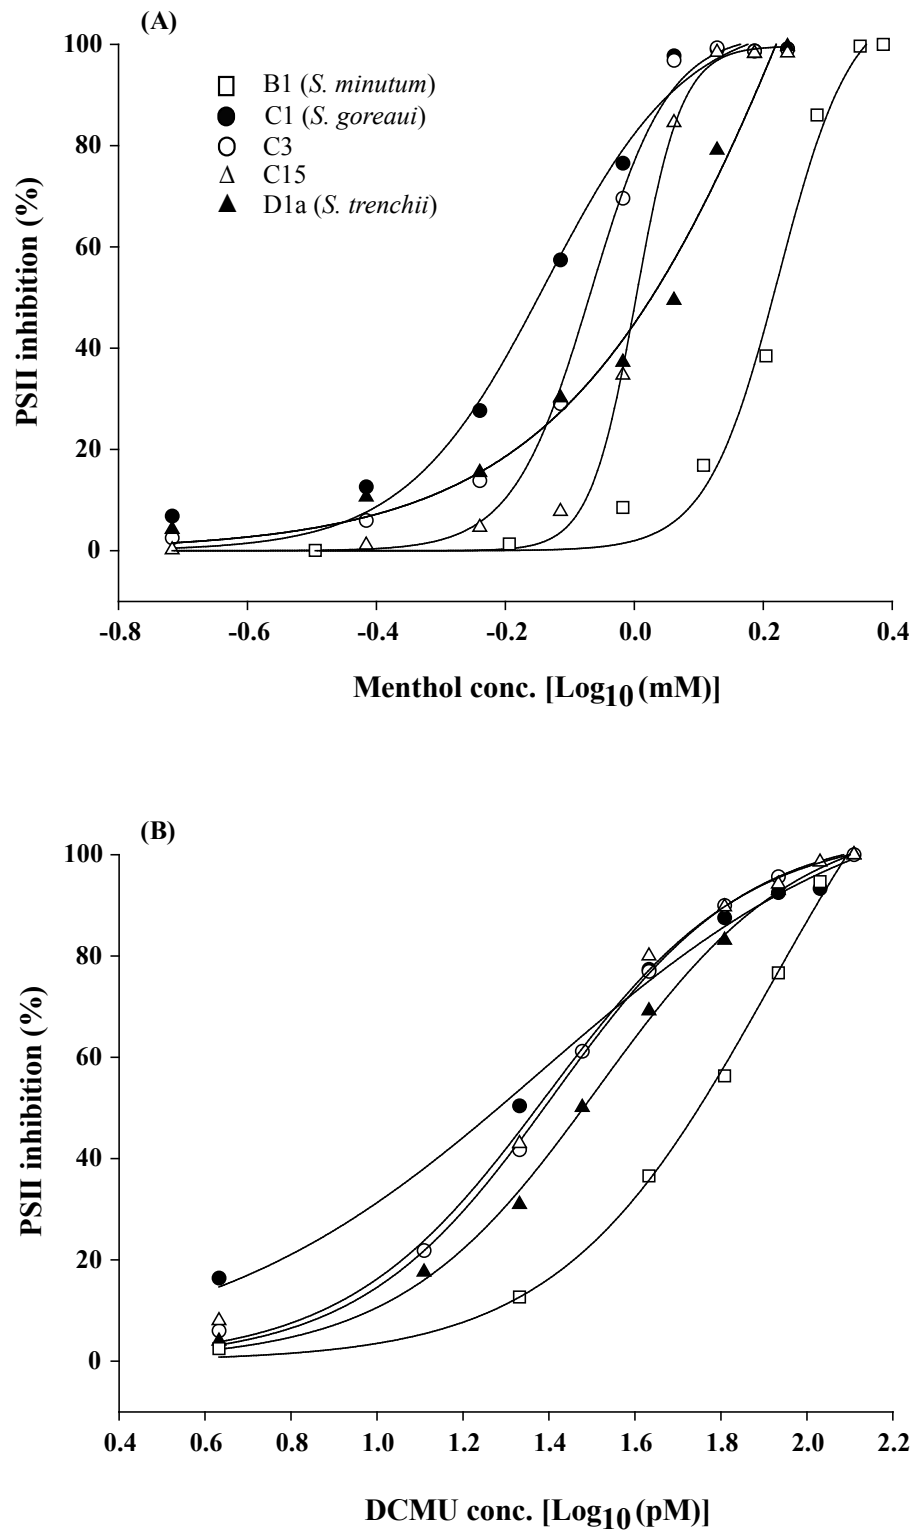 (A)
100
80
60
40
20
0
PSII inhibition (%)
B1 (S. minutum)
C1 (S. goreaui)
C3
C15
D1a (S. trenchii)
-0.8 -0.6 -0.4 -0.2 0.0 0.2 0.4
Menthol conc. [Log10 (mM)]
(B)
100
80
60
40
20
0
PSII inhibition (%)
0.4 0.6 0.8 1.0 1.2 1.4 1.6 1.8 2.0 2.2
DCMU conc. [Log10 (pM)]